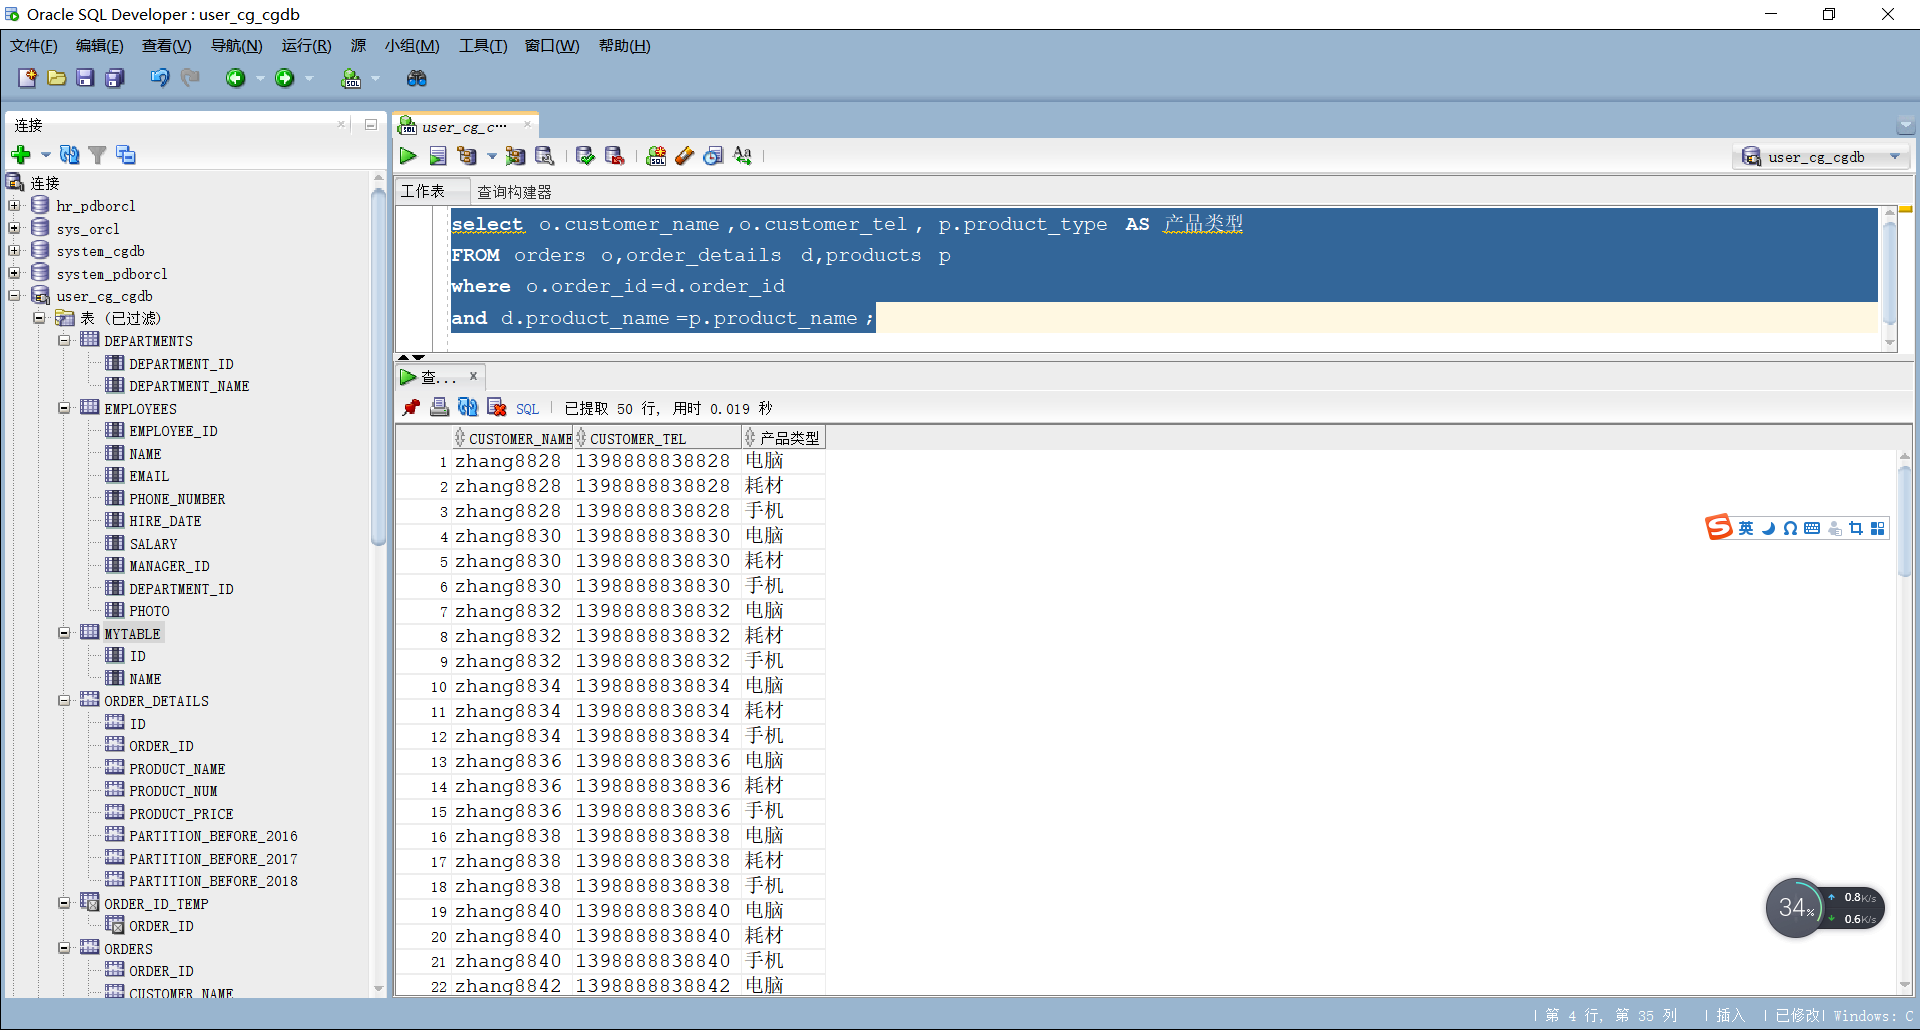 Oracle SQL Developer : user_cg_cgdb
文件(F) 编辑(E) 查看(V) 导航(N) 运行(R) 源 小组(M) 工具(T) 窗口(W) 帮助(H)
连接
user_cg_c…
user_cg_cgdb
连接
hr_pdborcl
sys_orcl
system_cgdb
system_pdborcl
user_cg_cgdb
表 (已过滤)
DEPARTMENTS
DEPARTMENT_ID
DEPARTMENT_NAME
EMPLOYEES
EMPLOYEE_ID
NAME
EMAIL
PHONE_NUMBER
HIRE_DATE
SALARY
MANAGER_ID
DEPARTMENT_ID
PHOTO
MYTABLE
ID
NAME
ORDER_DETAILS
ID
ORDER_ID
PRODUCT_NAME
PRODUCT_NUM
PRODUCT_PRICE
PARTITION_BEFORE_2016
PARTITION_BEFORE_2017
PARTITION_BEFORE_2018
ORDER_ID_TEMP
ORDER_ID
ORDERS
ORDER_ID
CUSTOMER_NAME
工作表 查询构建器
select o.customer_name,o.customer_tel, p.product_type AS 产品类型
FROM orders o,order_details d,products p
where o.order_id=d.order_id
and d.product_name=p.product_name;
查...
SQL 已提取 50 行, 用时 0.019 秒
CUSTOMER_NAME CUSTOMER_TEL 产品类型
1 zhang8828 1398888838828 电脑
2 zhang8828 1398888838828 耗材
3 zhang8828 1398888838828 手机
4 zhang8830 1398888838830 电脑
5 zhang8830 1398888838830 耗材
6 zhang8830 1398888838830 手机
7 zhang8832 1398888838832 电脑
8 zhang8832 1398888838832 耗材
9 zhang8832 1398888838832 手机
10 zhang8834 1398888838834 电脑
11 zhang8834 1398888838834 耗材
12 zhang8834 1398888838834 手机
13 zhang8836 1398888838836 电脑
14 zhang8836 1398888838836 耗材
15 zhang8836 1398888838836 手机
16 zhang8838 1398888838838 电脑
17 zhang8838 1398888838838 耗材
18 zhang8838 1398888838838 手机
19 zhang8840 1398888838840 电脑
20 zhang8840 1398888838840 耗材
21 zhang8840 1398888838840 手机
22 zhang8842 1398888838842 电脑
英
34%
0.8K/s
0.6K/s
第 4 行, 第 35 列 插入 已修改 Windows: C